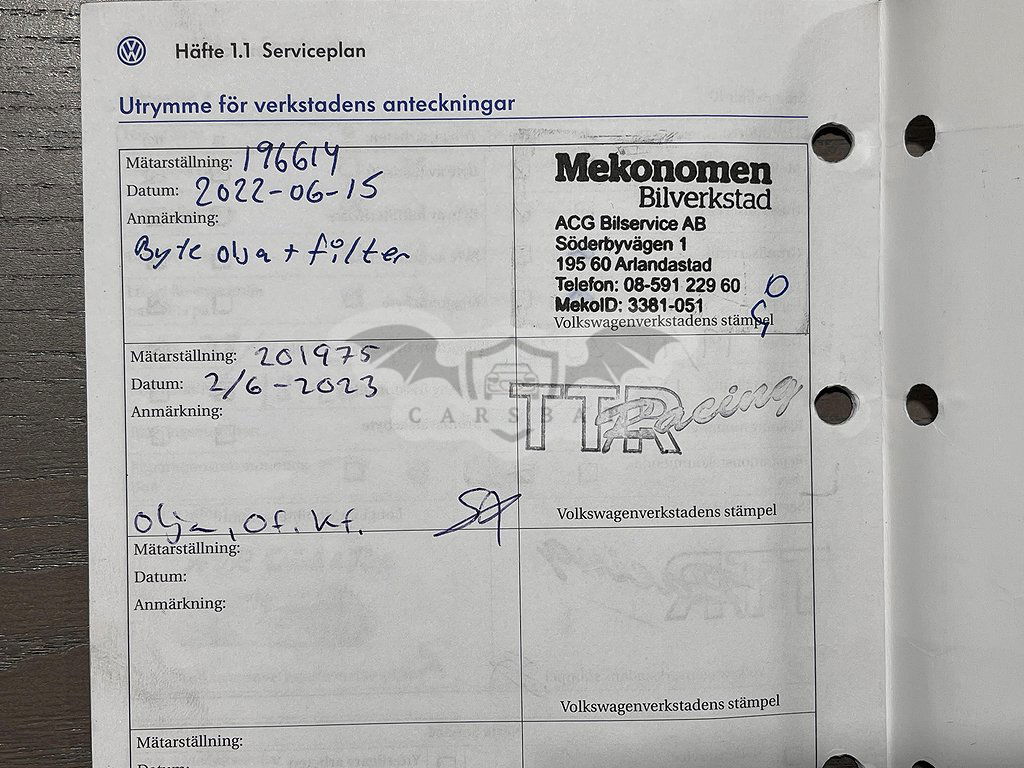 Häfte 1.1 Serviceplan
Utrymme för verkstadens anteckningar
Mätarställning: 196614
Datum: 2022-06-15
Anmärkning:
Byte olja + filter
Mekonomen
Bilverkstad
ACG Bilservice AB
Söderbyvägen 1
195 60 Arlandastad
Telefon: 08-591 229 60
MekoID: 3381-051
Volkswagenverkstadens stämpel
Mätarställning: 201975
Datum: 2/6-2023
Anmärkning:
Olja, Of. Kf.
TTR Racing
Volkswagenverkstadens stämpel
CARSBA
Mätarställning:
Datum:
Anmärkning:
Volkswagenverkstadens stämpel
Mätarställning:
Datum: